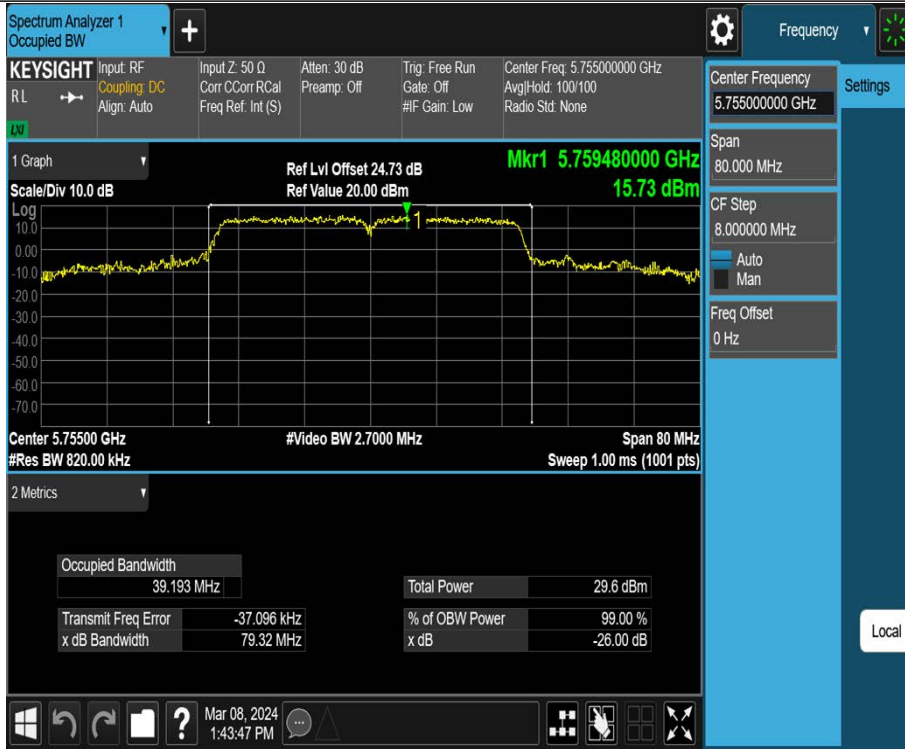 Spectrum Analyzer 1
Occupied BW
+
Frequency
KEYSIGHT
R L
LXI
Input: RF
Coupling: DC
Align: Auto
Input Z: 50 Ω
Corr CCorr RCal
Freq Ref: Int (S)
Atten: 30 dB
Preamp: Off
Trig: Free Run
Gate: Off
#IF Gain: Low
Center Freq: 5.755000000 GHz
Avg|Hold: 100/100
Radio Std: None
Center Frequency
5.755000000 GHz
Settings
Span
80.000 MHz
CF Step
8.000000 MHz
Auto
Man
Freq Offset
0 Hz
1 Graph
Scale/Div 10.0 dB
Ref Lvl Offset 24.73 dB
Ref Value 20.00 dBm
Mkr1 5.759480000 GHz
15.73 dBm
Log
10.0
0.00
-10.0
-20.0
-30.0
-40.0
-50.0
-60.0
-70.0
1
Center 5.75500 GHz
#Video BW 2.7000 MHz
Span 80 MHz
#Res BW 820.00 kHz
Sweep 1.00 ms (1001 pts)
2 Metrics
Occupied Bandwidth
39.193 MHz
Total Power 29.6 dBm
Transmit Freq Error -37.096 kHz
% of OBW Power 99.00 %
x dB Bandwidth 79.32 MHz
x dB -26.00 dB
Local
?
Mar 08, 2024
1:43:47 PM